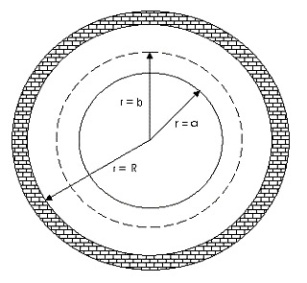 r = b
r = a
r = R